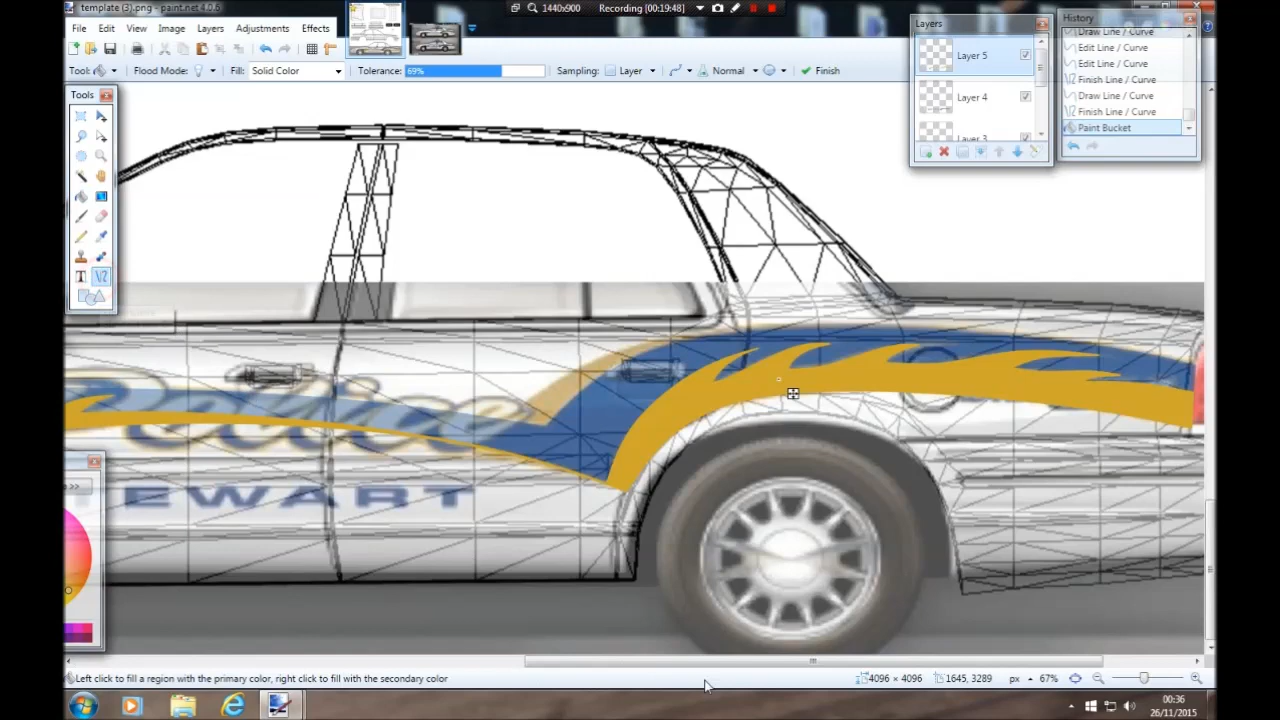 template (3).png - paint.net 4.0.6
1440x900
Recording [00:19:48]
File Edit View Image Layers Adjustments Effects
Tool:
Flood Mode:
Fill: Solid Color
Tolerance: 69%
Sampling: Layer
Normal
Finish
Layers
Layer 5
Layer 4
Layer 3
History
Draw Line / Curve
Edit Line / Curve
Edit Line / Curve
Finish Line / Curve
Draw Line / Curve
Finish Line / Curve
Paint Bucket
Tools
Police
TEWART
>>
Left click to fill a region with the primary color, right click to fill with the secondary color
4096 × 4096
1645, 3289
px
67%
00:36
26/11/2015